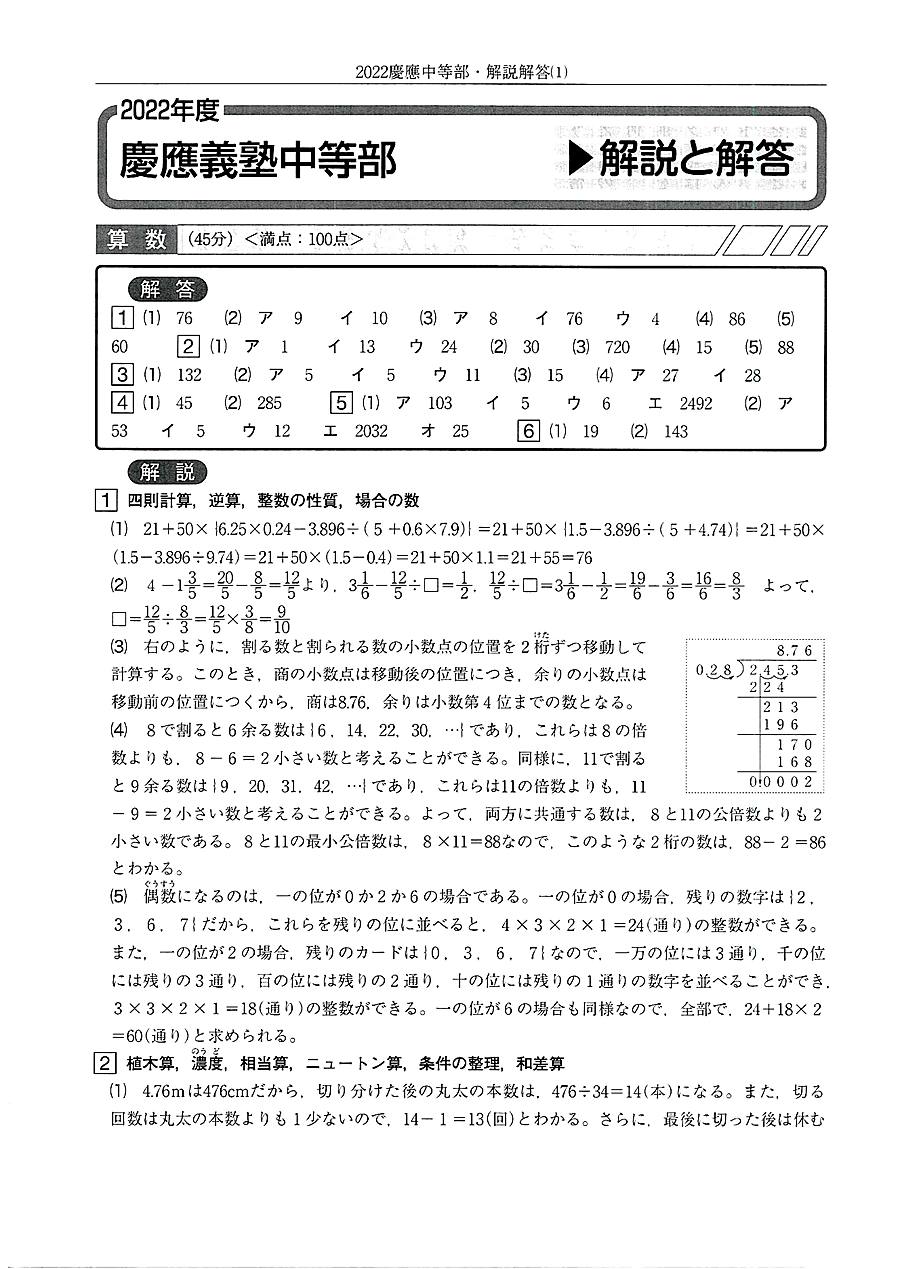 2022慶應中等部・解説解答(1)
2022年度
慶應義塾中等部 ▶解説と解答
算数 (45分) <満点:100点>
解答
1 (1) 76 (2) ア 9 イ 10 (3) ア 8 イ 76 ウ 4 (4) 86 (5)
60 2 (1) ア 1 イ 13 ウ 24 (2) 30 (3) 720 (4) 15 (5) 88
3 (1) 132 (2) ア 5 イ 5 ウ 11 (3) 15 (4) ア 27 イ 28
4 (1) 45 (2) 285 5 (1) ア 103 イ 5 ウ 6 エ 2492 (2) ア
53 イ 5 ウ 12 エ 2032 オ 25 6 (1) 19 (2) 143
解説
1 四則計算,逆算,整数の性質,場合の数
(1) 21+50×{6.25×0.24-3.896÷(5+0.6×7.9)}=21+50×{1.5-3.896÷(5+4.74)}=21+50×
(1.5-3.896÷9.74)=21+50×(1.5-0.4)=21+50×1.1=21+55=76
(2) 4-1 3/5=20/5-8/5=12/5より,3 1/6-12/5÷□=1/2,12/5÷□=3 1/6-1/2=19/6-3/6=16/6=8/3 よって,
□=12/5÷8/3=12/5×3/8=9/10
(3) 右のように,割る数と割られる数の小数点の位置を2桁ずつ移動して
けた
計算する。このとき,商の小数点は移動後の位置につき,余りの小数点は
移動前の位置につくから,商は8.76,余りは小数第4位までの数となる。
8.76
0.28)2.453
2 24
213
196
170
168
0.0002
(4) 8で割ると6余る数は{6,14,22,30,…}であり,これらは8の倍
数よりも,8-6=2小さい数と考えることができる。同様に,11で割る
と9余る数は{9,20,31,42,…}であり,これらは11の倍数よりも,11
-9=2小さい数と考えることができる。よって,両方に共通する数は,8と11の公倍数よりも2
小さい数である。8と11の最小公倍数は,8×11=88なので,このような2桁の数は,88-2=86
とわかる。
ぐうすう
(5) 偶数になるのは,一の位が0か2か6の場合である。一の位が0の場合,残りの数字は{2,
3,6,7}だから,これらを残りの位に並べると,4×3×2×1=24(通り)の整数ができる。
また,一の位が2の場合,残りのカードは{0,3,6,7}なので,一万の位には3通り,千の位
には残りの3通り,百の位には残りの2通り,十の位には残りの1通りの数字を並べることができ,
3×3×2×1=18(通り)の整数ができる。一の位が6の場合も同様なので,全部で,24+18×2
=60(通り)と求められる。
のうど
2 植木算,濃度,相当算,ニュートン算,条件の整理,和差算
(1) 4.76mは476cmだから,切り分けた後の丸太の本数は,476÷34=14(本)になる。また,切る
回数は丸太の本数よりも1少ないので,14-1=13(回)とわかる。さらに,最後に切った後は休む